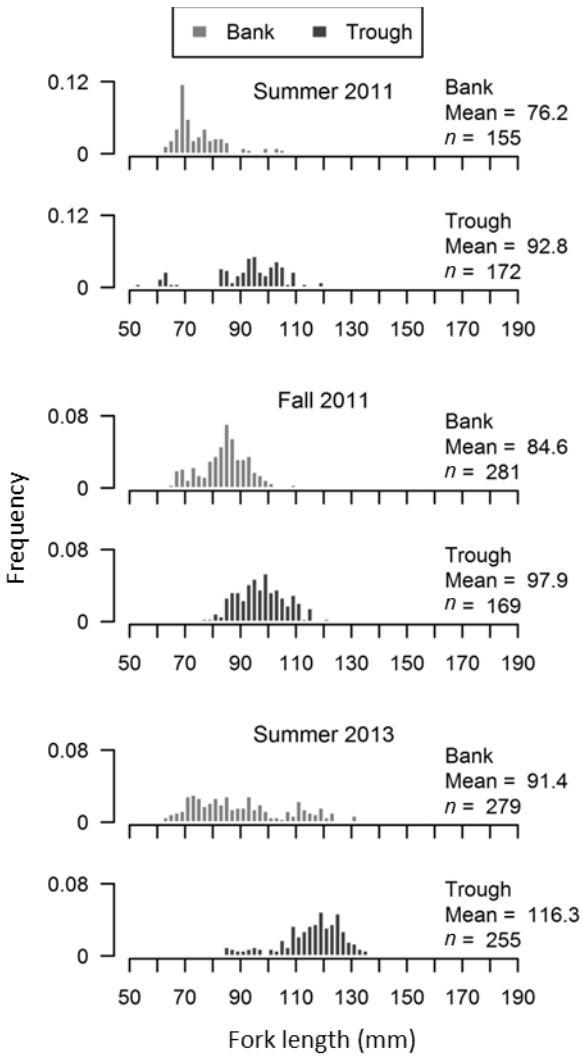 Bank Trough
Summer 2011
0.12
0
Bank
Mean = 76.2
n = 155
0.12
0
Trough
Mean = 92.8
n = 172
50 70 90 110 130 150 170 190
Fall 2011
0.08
0
Bank
Mean = 84.6
n = 281
0.08
0
Trough
Mean = 97.9
n = 169
50 70 90 110 130 150 170 190
Frequency
Summer 2013
0.08
0
Bank
Mean = 91.4
n = 279
0.08
0
Trough
Mean = 116.3
n = 255
50 70 90 110 130 150 170 190
Fork length (mm)